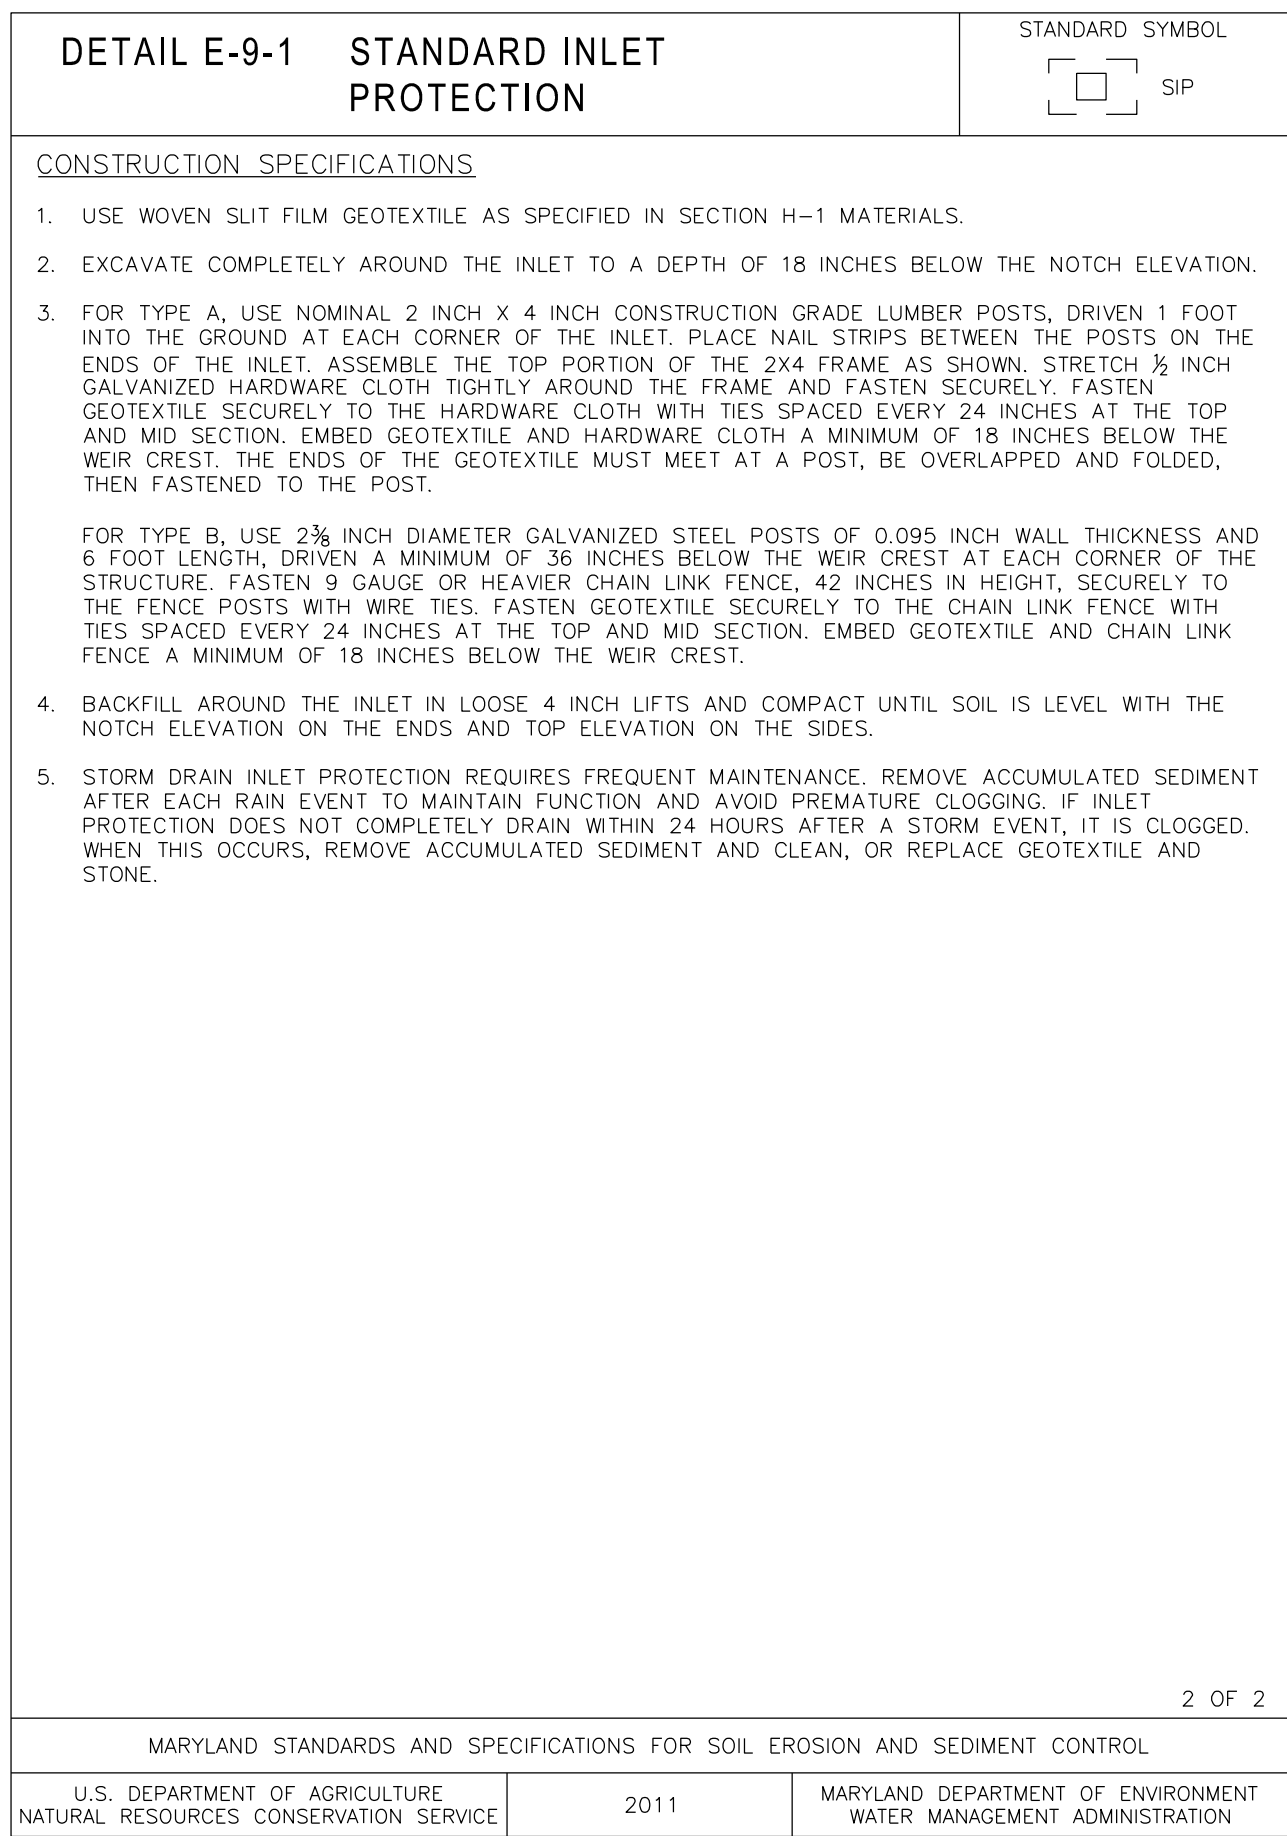 DETAIL E-9-1 STANDARD INLET
PROTECTION
STANDARD SYMBOL
SIP
CONSTRUCTION SPECIFICATIONS
1. USE WOVEN SLIT FILM GEOTEXTILE AS SPECIFIED IN SECTION H-1 MATERIALS.
2. EXCAVATE COMPLETELY AROUND THE INLET TO A DEPTH OF 18 INCHES BELOW THE NOTCH ELEVATION.
3. FOR TYPE A, USE NOMINAL 2 INCH X 4 INCH CONSTRUCTION GRADE LUMBER POSTS, DRIVEN 1 FOOT
INTO THE GROUND AT EACH CORNER OF THE INLET. PLACE NAIL STRIPS BETWEEN THE POSTS ON THE
ENDS OF THE INLET. ASSEMBLE THE TOP PORTION OF THE 2X4 FRAME AS SHOWN. STRETCH ½ INCH
GALVANIZED HARDWARE CLOTH TIGHTLY AROUND THE FRAME AND FASTEN SECURELY. FASTEN
GEOTEXTILE SECURELY TO THE HARDWARE CLOTH WITH TIES SPACED EVERY 24 INCHES AT THE TOP
AND MID SECTION. EMBED GEOTEXTILE AND HARDWARE CLOTH A MINIMUM OF 18 INCHES BELOW THE
WEIR CREST. THE ENDS OF THE GEOTEXTILE MUST MEET AT A POST, BE OVERLAPPED AND FOLDED,
THEN FASTENED TO THE POST.
FOR TYPE B, USE 2⅜ INCH DIAMETER GALVANIZED STEEL POSTS OF 0.095 INCH WALL THICKNESS AND
6 FOOT LENGTH, DRIVEN A MINIMUM OF 36 INCHES BELOW THE WEIR CREST AT EACH CORNER OF THE
STRUCTURE. FASTEN 9 GAUGE OR HEAVIER CHAIN LINK FENCE, 42 INCHES IN HEIGHT, SECURELY TO
THE FENCE POSTS WITH WIRE TIES. FASTEN GEOTEXTILE SECURELY TO THE CHAIN LINK FENCE WITH
TIES SPACED EVERY 24 INCHES AT THE TOP AND MID SECTION. EMBED GEOTEXTILE AND CHAIN LINK
FENCE A MINIMUM OF 18 INCHES BELOW THE WEIR CREST.
4. BACKFILL AROUND THE INLET IN LOOSE 4 INCH LIFTS AND COMPACT UNTIL SOIL IS LEVEL WITH THE
NOTCH ELEVATION ON THE ENDS AND TOP ELEVATION ON THE SIDES.
5. STORM DRAIN INLET PROTECTION REQUIRES FREQUENT MAINTENANCE. REMOVE ACCUMULATED SEDIMENT
AFTER EACH RAIN EVENT TO MAINTAIN FUNCTION AND AVOID PREMATURE CLOGGING. IF INLET
PROTECTION DOES NOT COMPLETELY DRAIN WITHIN 24 HOURS AFTER A STORM EVENT, IT IS CLOGGED.
WHEN THIS OCCURS, REMOVE ACCUMULATED SEDIMENT AND CLEAN, OR REPLACE GEOTEXTILE AND
STONE.
2 OF 2
MARYLAND STANDARDS AND SPECIFICATIONS FOR SOIL EROSION AND SEDIMENT CONTROL
U.S. DEPARTMENT OF AGRICULTURE
NATURAL RESOURCES CONSERVATION SERVICE
2011
MARYLAND DEPARTMENT OF ENVIRONMENT
WATER MANAGEMENT ADMINISTRATION